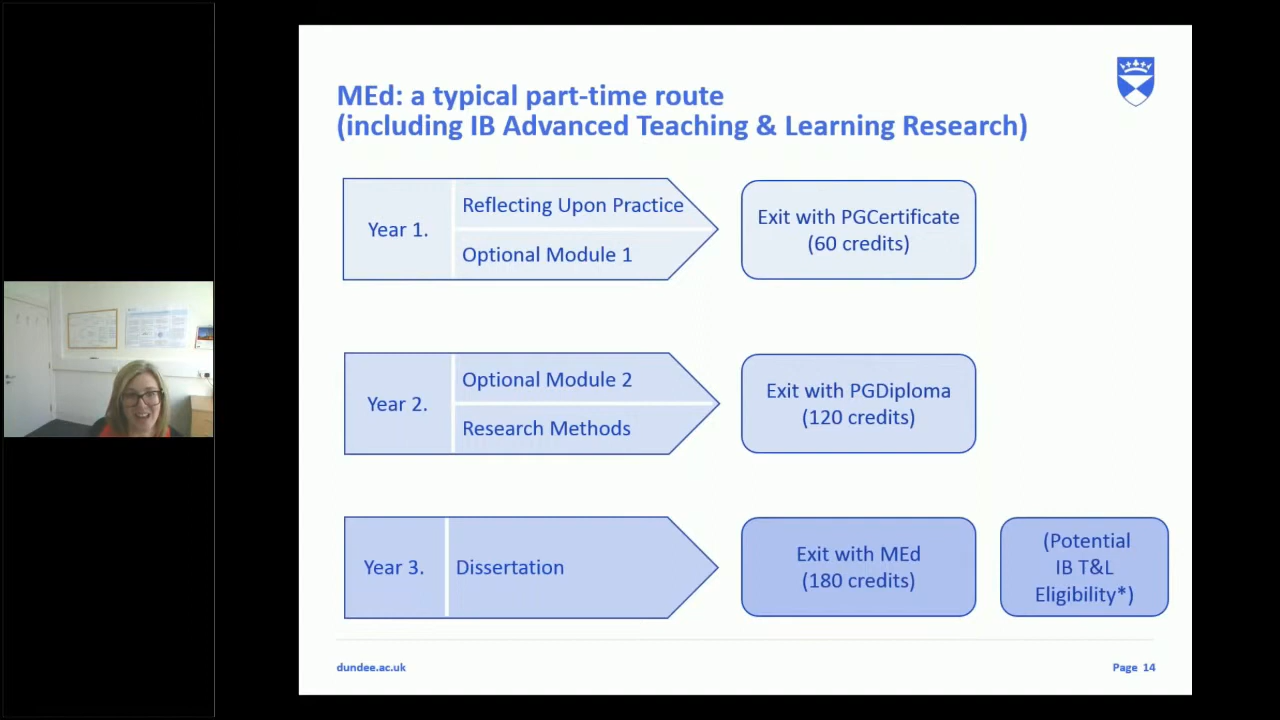 MEd: a typical part-time route
(including IB Advanced Teaching & Learning Research)
Year 1.
Reflecting Upon Practice
Optional Module 1
Exit with PGCertificate
(60 credits)
Year 2.
Optional Module 2
Research Methods
Exit with PGDiploma
(120 credits)
Year 3.
Dissertation
Exit with MEd
(180 credits)
(Potential
IB T&L
Eligibility*)
dundee.ac.uk
Page 14